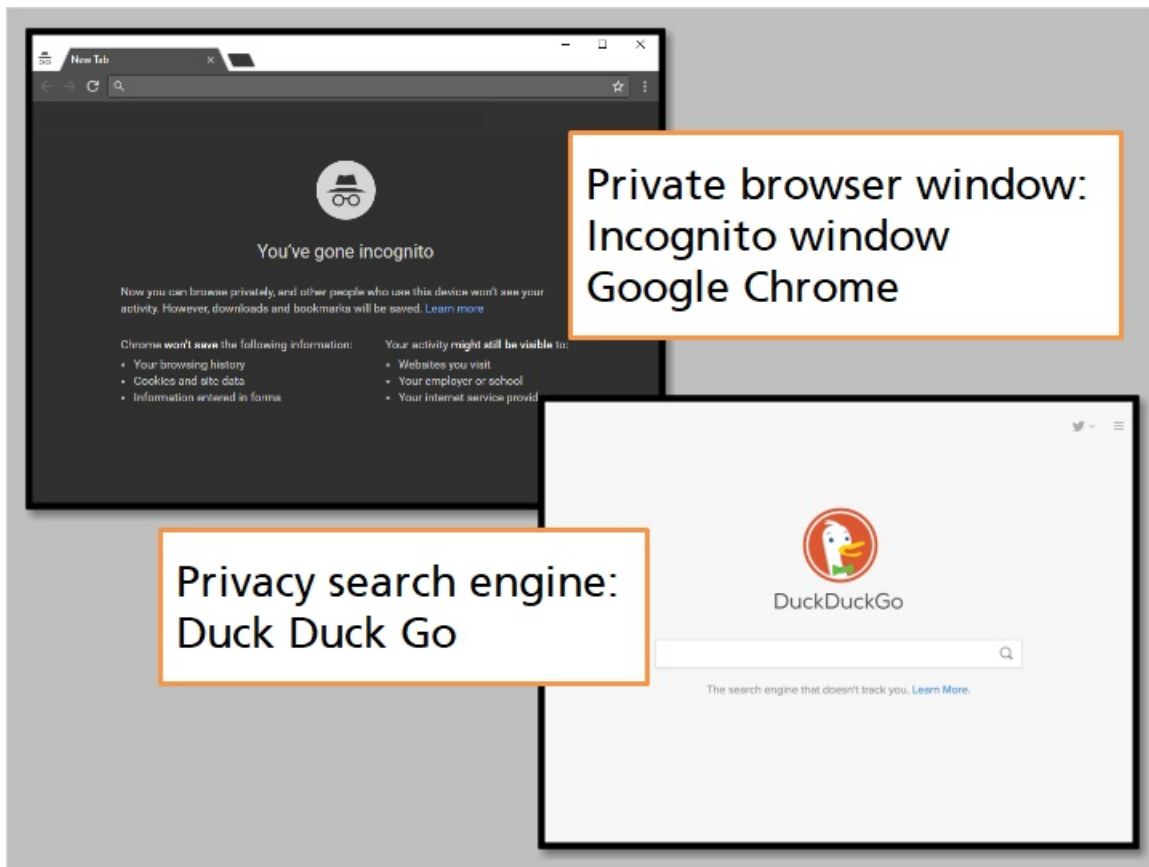 New Tab
You've gone incognito
Now you can browse privately, and other people who use this device won't see your
activity. However, downloads and bookmarks will be saved. Learn more
Chrome won't save the following information:
• Your browsing history
• Cookies and site data
• Information entered in forms
Your activity might still be visible to:
• Websites you visit
• Your employer or school
• Your internet service provid
Private browser window:
Incognito window
Google Chrome
Privacy search engine:
Duck Duck Go
DuckDuckGo
The search engine that doesn't track you. Learn More.